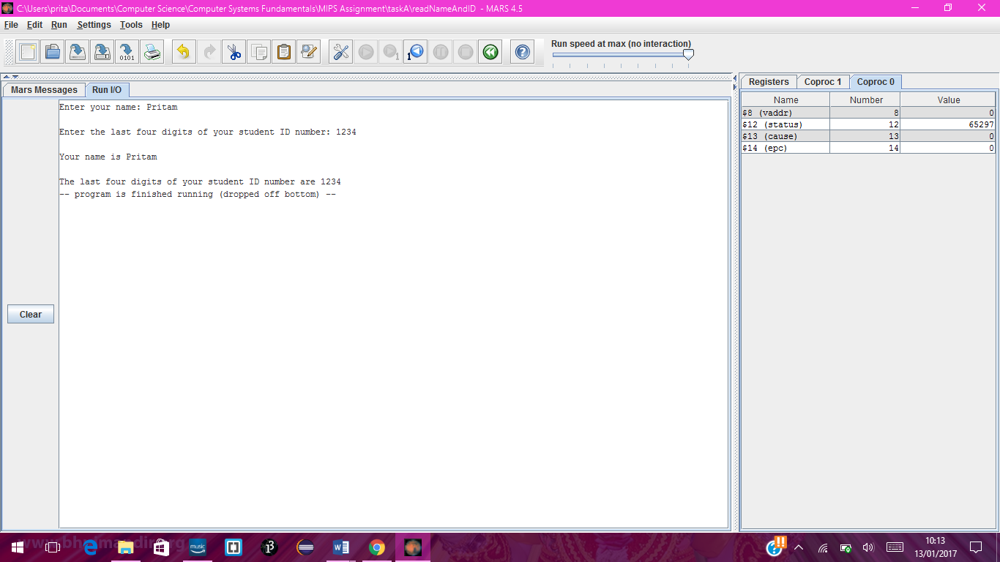 C:\Users\prita\Documents\Computer Science\Computer Systems Fundamentals\MIPS Assignment\taskA\readNameAndID - MARS 4.5
File Edit Run Settings Tools Help
0101
1
1
Run speed at max (no interaction)
Mars Messages Run I/O
Enter your name: Pritam
Enter the last four digits of your student ID number: 1234
Your name is Pritam
The last four digits of your student ID number are 1234
-- program is finished running (dropped off bottom) --
Clear
Registers Coproc 1 Coproc 0
Name Number Value
$8 (vaddr) 8 0
$12 (status) 12 65297
$13 (cause) 13 0
$14 (epc) 14 0
music
10:13
13/01/2017